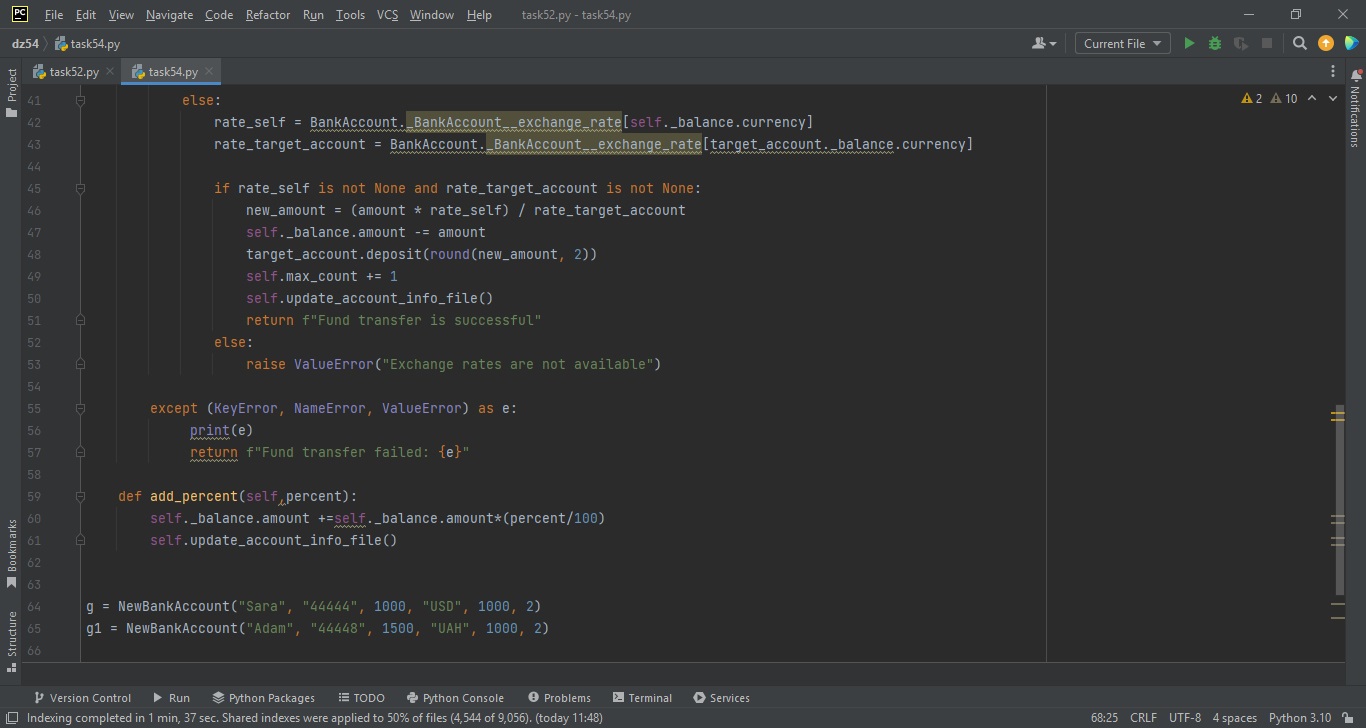 PC File Edit View Navigate Code Refactor Run Tools VCS Window Help task52.py - task54.py
dz54 task54.py Current File
Project task52.py task54.py
Notifications
2 10
41 else:
42 rate_self = BankAccount._BankAccount__exchange_rate[self._balance.currency]
43 rate_target_account = BankAccount._BankAccount__exchange_rate[target_account._balance.currency]
44
45 if rate_self is not None and rate_target_account is not None:
46 new_amount = (amount * rate_self) / rate_target_account
47 self._balance.amount -= amount
48 target_account.deposit(round(new_amount, 2))
49 self.max_count += 1
50 self.update_account_info_file()
51 return f"Fund transfer is successful"
52 else:
53 raise ValueError("Exchange rates are not available")
54
55 except (KeyError, NameError, ValueError) as e:
56 print(e)
57 return f"Fund transfer failed: {e}"
58
59 def add_percent(self,percent):
60 self._balance.amount +=self._balance.amount*(percent/100)
61 self.update_account_info_file()
62
63
64 g = NewBankAccount("Sara", "44444", 1000, "USD", 1000, 2)
65 g1 = NewBankAccount("Adam", "44448", 1500, "UAH", 1000, 2)
66
Bookmarks
Structure
Version Control Run Python Packages TODO Python Console Problems Terminal Services
Indexing completed in 1 min, 37 sec. Shared indexes were applied to 50% of files (4,544 of 9,056). (today 11:48) 68:25 CRLF UTF-8 4 spaces Python 3.10